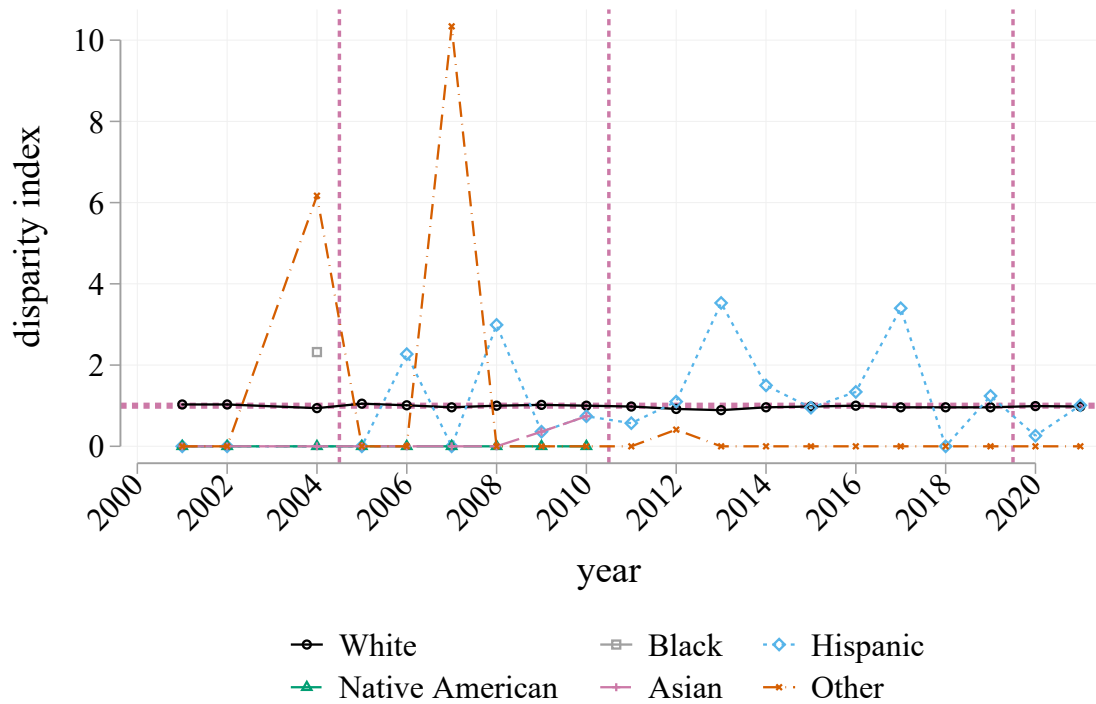 disparity index
10
8
6
4
2
0
2000 2002 2004 2006 2008 2010 2012 2014 2016 2018 2020
year
White Black Hispanic
Native American Asian Other